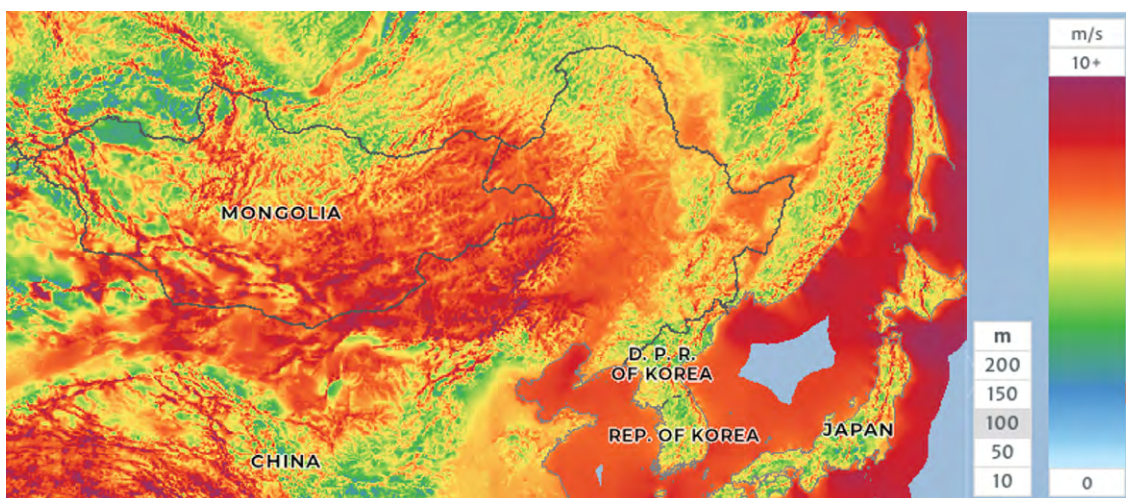 MONGOLIA
D. P. R.
OF KOREA
REP. OF KOREA
JAPAN
CHINA
m/s
10+
m
200
150
100
50
10
0